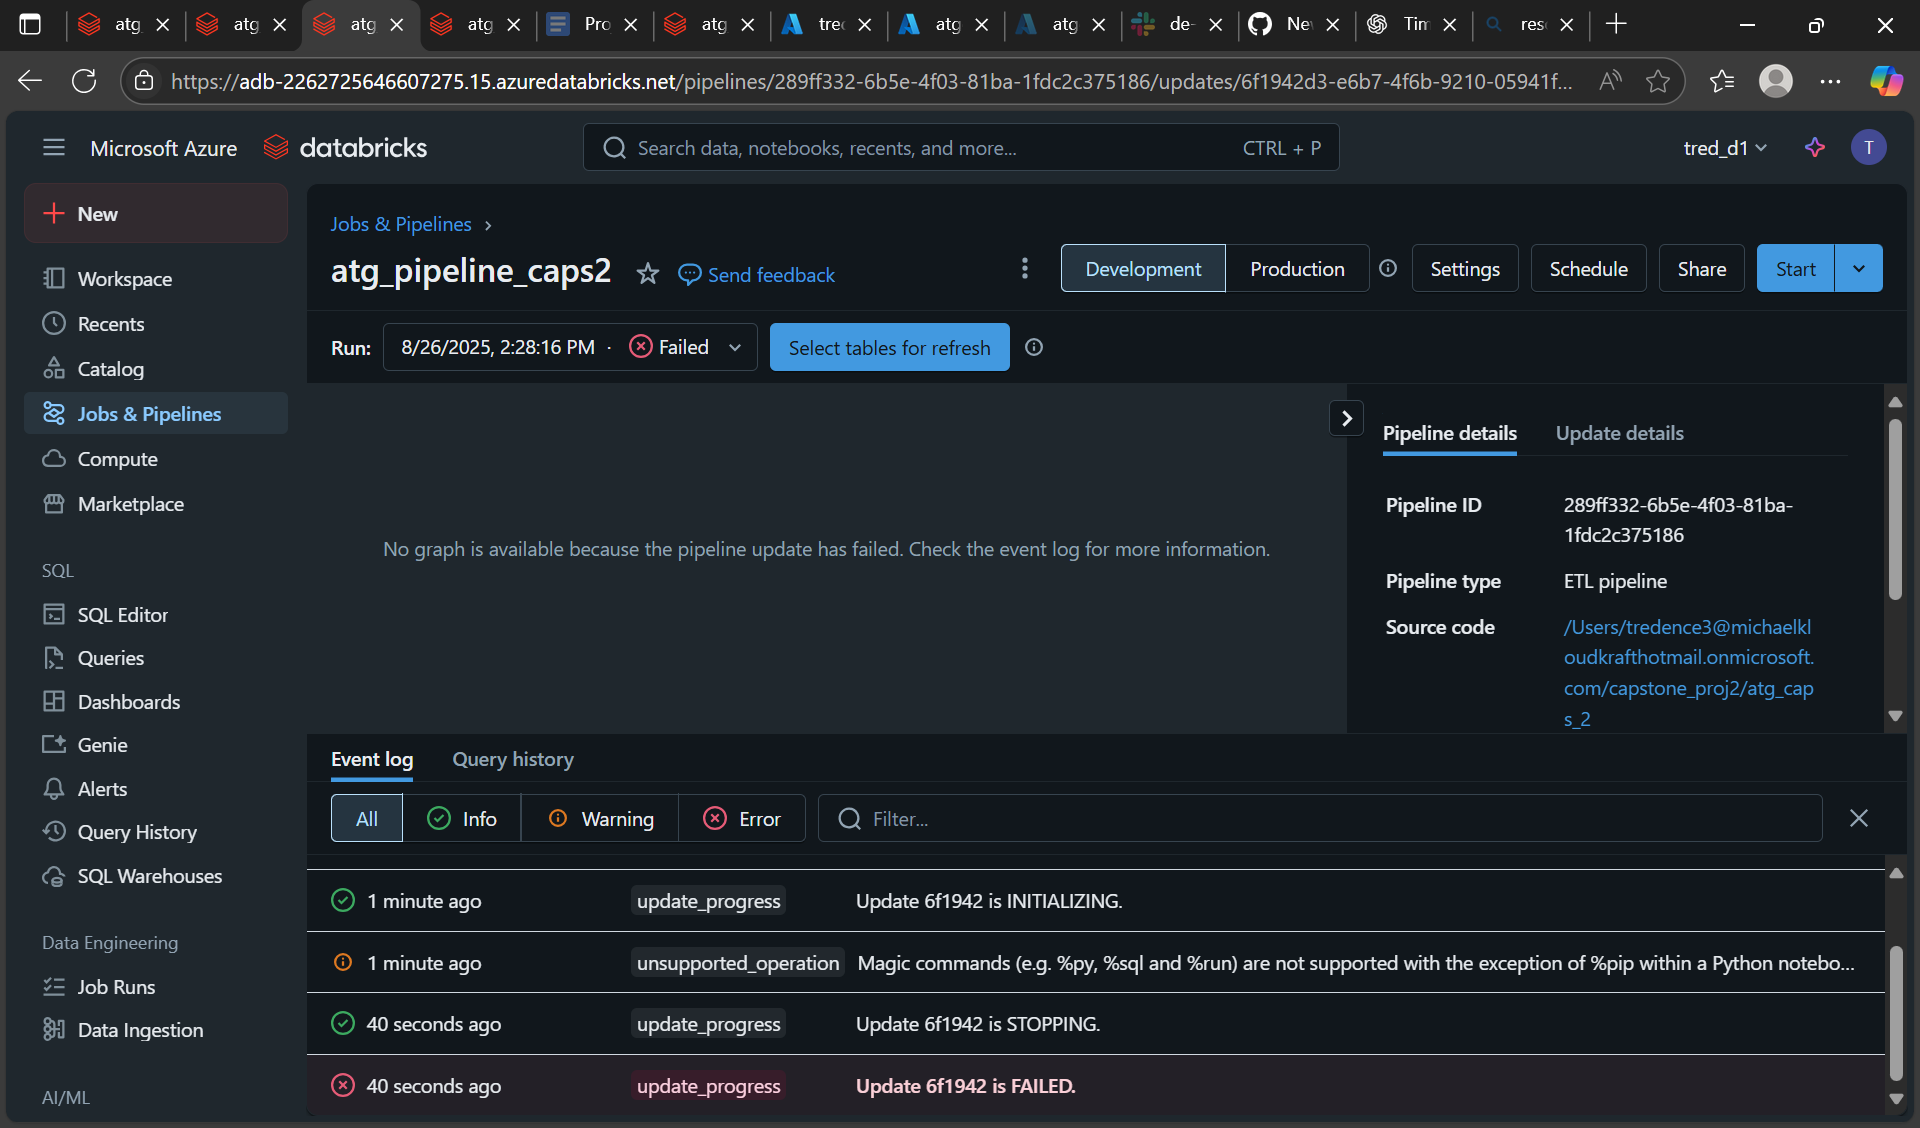 atg
atg
atg
atg
Pro
atg
tre
atg
atg
de-
Ne
Tim
res
https://adb-2262725646607275.15.azuredatabricks.net/pipelines/289ff332-6b5e-4f03-81ba-1fdc2c375186/updates/6f1942d3-e6b7-4f6b-9210-05941f...
Microsoft Azure
databricks
Search data, notebooks, recents, and more...
CTRL + P
tred_d1
T
New
Workspace
Recents
Catalog
Jobs & Pipelines
Compute
Marketplace
SQL
SQL Editor
Queries
Dashboards
Genie
Alerts
Query History
SQL Warehouses
Data Engineering
Job Runs
Data Ingestion
AI/ML
Jobs & Pipelines
atg_pipeline_caps2
Send feedback
Development
Production
Settings
Schedule
Share
Start
Run:
8/26/2025, 2:28:16 PM · Failed
Select tables for refresh
No graph is available because the pipeline update has failed. Check the event log for more information.
Pipeline details
Update details
Pipeline ID
289ff332-6b5e-4f03-81ba-
1fdc2c375186
Pipeline type
ETL pipeline
Source code
/Users/tredence3@michaelkl
oudkrafthotmail.onmicrosoft.
com/capstone_proj2/atg_cap
s_2
Event log
Query history
All
Info
Warning
Error
Filter...
1 minute ago update_progress Update 6f1942 is INITIALIZING.
1 minute ago unsupported_operation Magic commands (e.g. %py, %sql and %run) are not supported with the exception of %pip within a Python notebo...
40 seconds ago update_progress Update 6f1942 is STOPPING.
40 seconds ago update_progress Update 6f1942 is FAILED.